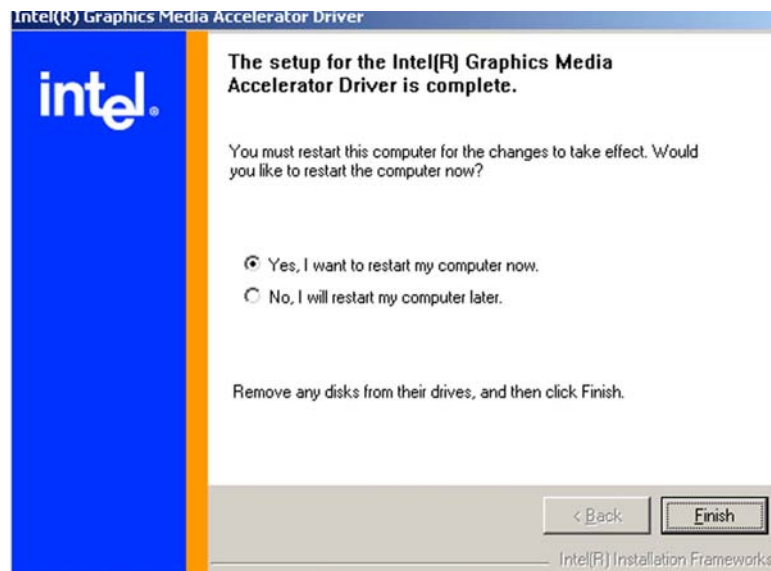 Intel(R) Graphics Media Accelerator Driver
intel®
The setup for the Intel(R) Graphics Media
Accelerator Driver is complete.
You must restart this computer for the changes to take effect. Would
you like to restart the computer now?
Yes, I want to restart my computer now.
No, I will restart my computer later.
Remove any disks from their drives, and then click Finish.
< Back
Finish
Intel(R) Installation Frameworks